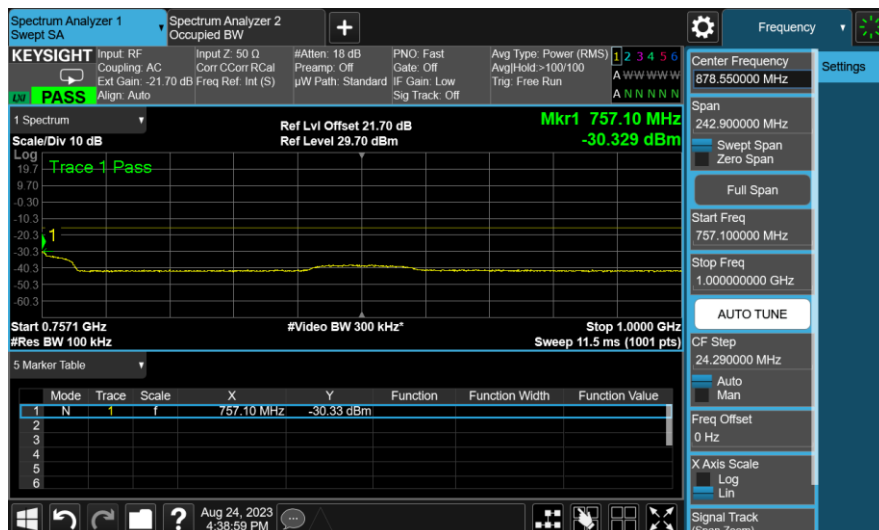 Spectrum Analyzer 1
Swept SA
Spectrum Analyzer 2
Occupied BW
+
Frequency
KEYSIGHT
LXI
PASS
Input: RF
Coupling: AC
Ext Gain: -21.70 dB
Align: Auto
Input Z: 50 Ω
Corr CCorr RCal
Freq Ref: Int (S)
#Atten: 18 dB
Preamp: Off
µW Path: Standard
PNO: Fast
Gate: Off
IF Gain: Low
Sig Track: Off
Avg Type: Power (RMS)
Avg|Hold:>100/100
Trig: Free Run
1 2 3 4 5 6
A W W W W W
A N N N N N
1 Spectrum
Scale/Div 10 dB
Ref Lvl Offset 21.70 dB
Ref Level 29.70 dBm
Mkr1 757.10 MHz
-30.329 dBm
Log
Trace 1 Pass
19.7
9.70
-0.30
-10.3
-20.3
-30.3
-40.3
-50.3
-60.3
1
Start 0.7571 GHz
#Res BW 100 kHz
#Video BW 300 kHz*
Stop 1.0000 GHz
Sweep 11.5 ms (1001 pts)
5 Marker Table
Mode Trace Scale X Y Function Function Width Function Value
1 N 1 f 757.10 MHz -30.33 dBm
2
3
4
5
6
Aug 24, 2023
4:38:59 PM
?
Center Frequency
878.550000 MHz
Settings
Span
242.900000 MHz
Swept Span
Zero Span
Full Span
Start Freq
757.100000 MHz
Stop Freq
1.000000000 GHz
AUTO TUNE
CF Step
24.290000 MHz
Auto
Man
Freq Offset
0 Hz
X Axis Scale
Log
Lin
Signal Track
(Span Zoom)